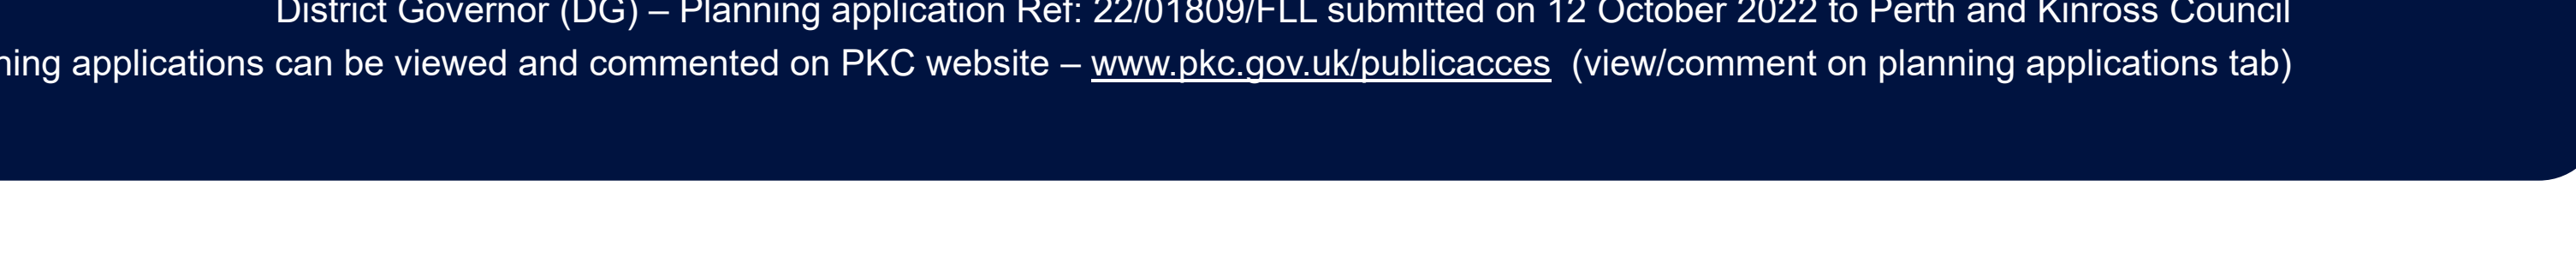 District Governor (DG) – Planning application Ref: 22/01809/FLL submitted on 12 October 2022 to Perth and Kinross Council
applications can be viewed and commented on PKC website – www.pkc.gov.uk/publicacces (view/comment on planning applications tab)